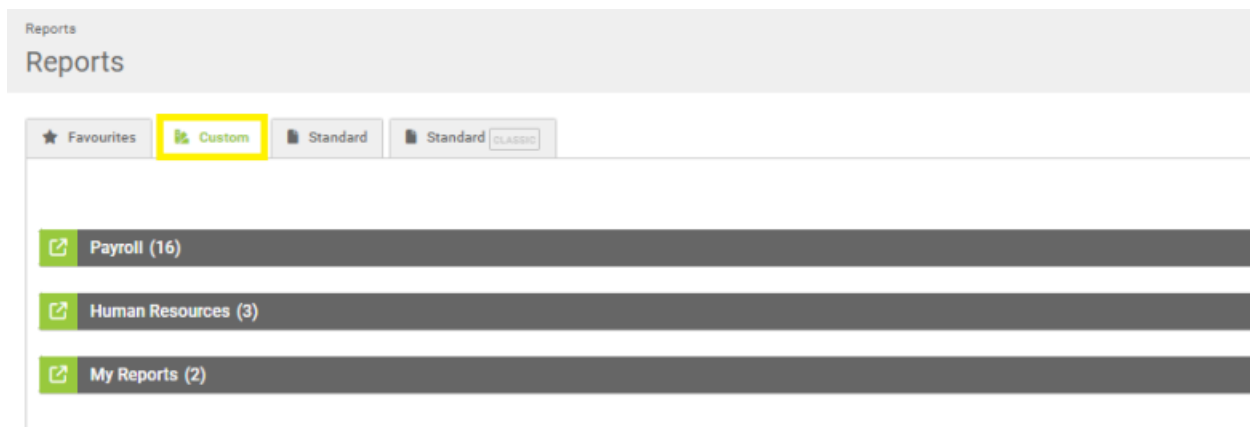 Reports
Reports
Favourites Custom Standard Standard CLASSIC
Payroll (16)
Human Resources (3)
My Reports (2)